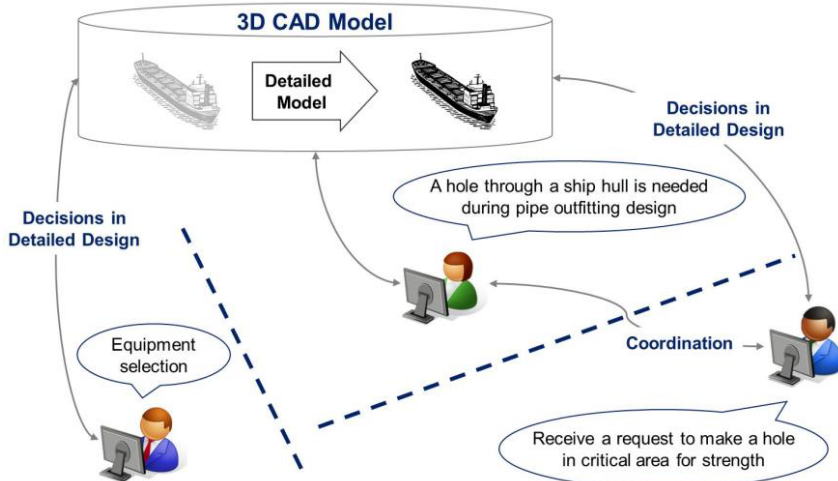 3D CAD Model
Detailed
Model
Decisions in
Detailed Design
A hole through a ship hull is needed
during pipe outfitting design
Decisions in
Detailed Design
Equipment
selection
Coordination
Receive a request to make a hole
in critical area for strength